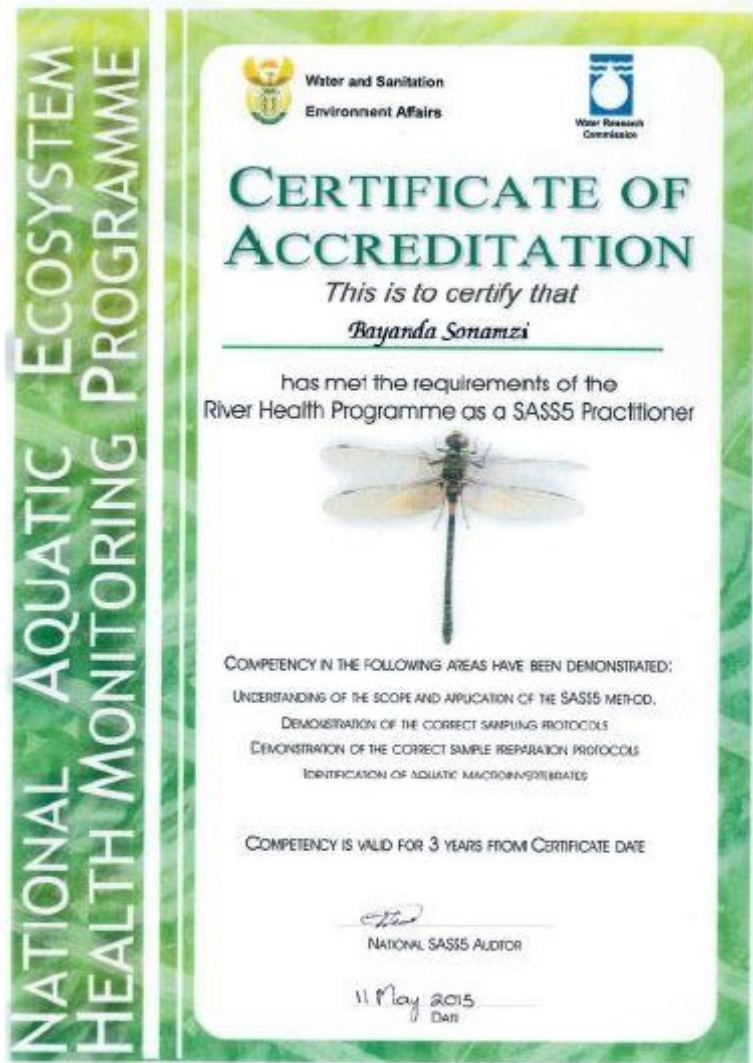 NATIONAL AQUATIC ECOSYSTEM
HEALTH MONITORING PROGRAMME
Water and Sanitation
Environment Affairs
Water Research
Commission
CERTIFICATE OF
ACCREDITATION
This is to certify that
Bayanda Sonamzi
has met the requirements of the
River Health Programme as a SASS5 Practitioner
COMPETENCY IN THE FOLLOWING AREAS HAVE BEEN DEMONSTRATED:
UNDERSTANDING OF THE SCOPE AND APPLICATION OF THE SASS5 METHOD.
DEMONSTRATION OF THE CORRECT SAMPLING PROTOCOLS
DEMONSTRATION OF THE CORRECT SAMPLE PREPARATION PROTOCOLS
IDENTIFICATION OF AQUATIC MACROINVERTEBRATES
COMPETENCY IS VALID FOR 3 YEARS FROM CERTIFICATE DATE
NATIONAL SASS5 AUDITOR
11 May 2015
DATE